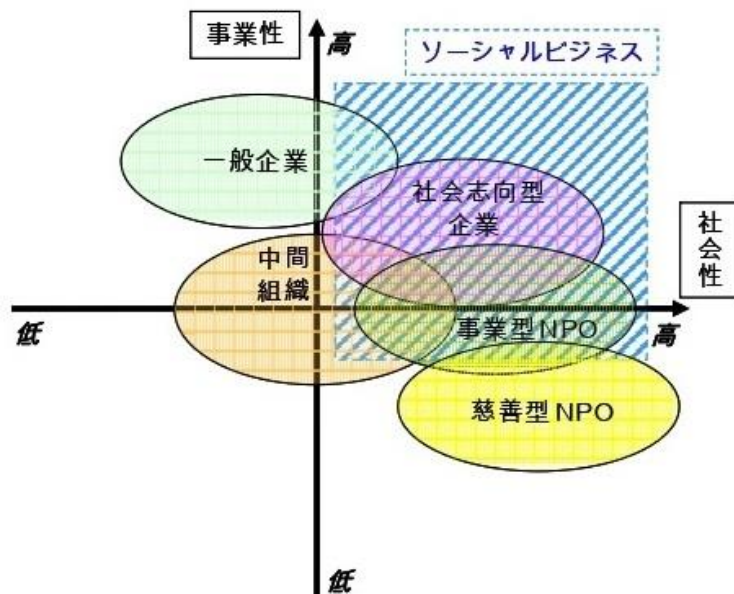 事業性
高
ソーシャルビジネス
一般企業
社会志向型
企業
社会性
中間
組織
低
事業型NPO
高
慈善型NPO
低